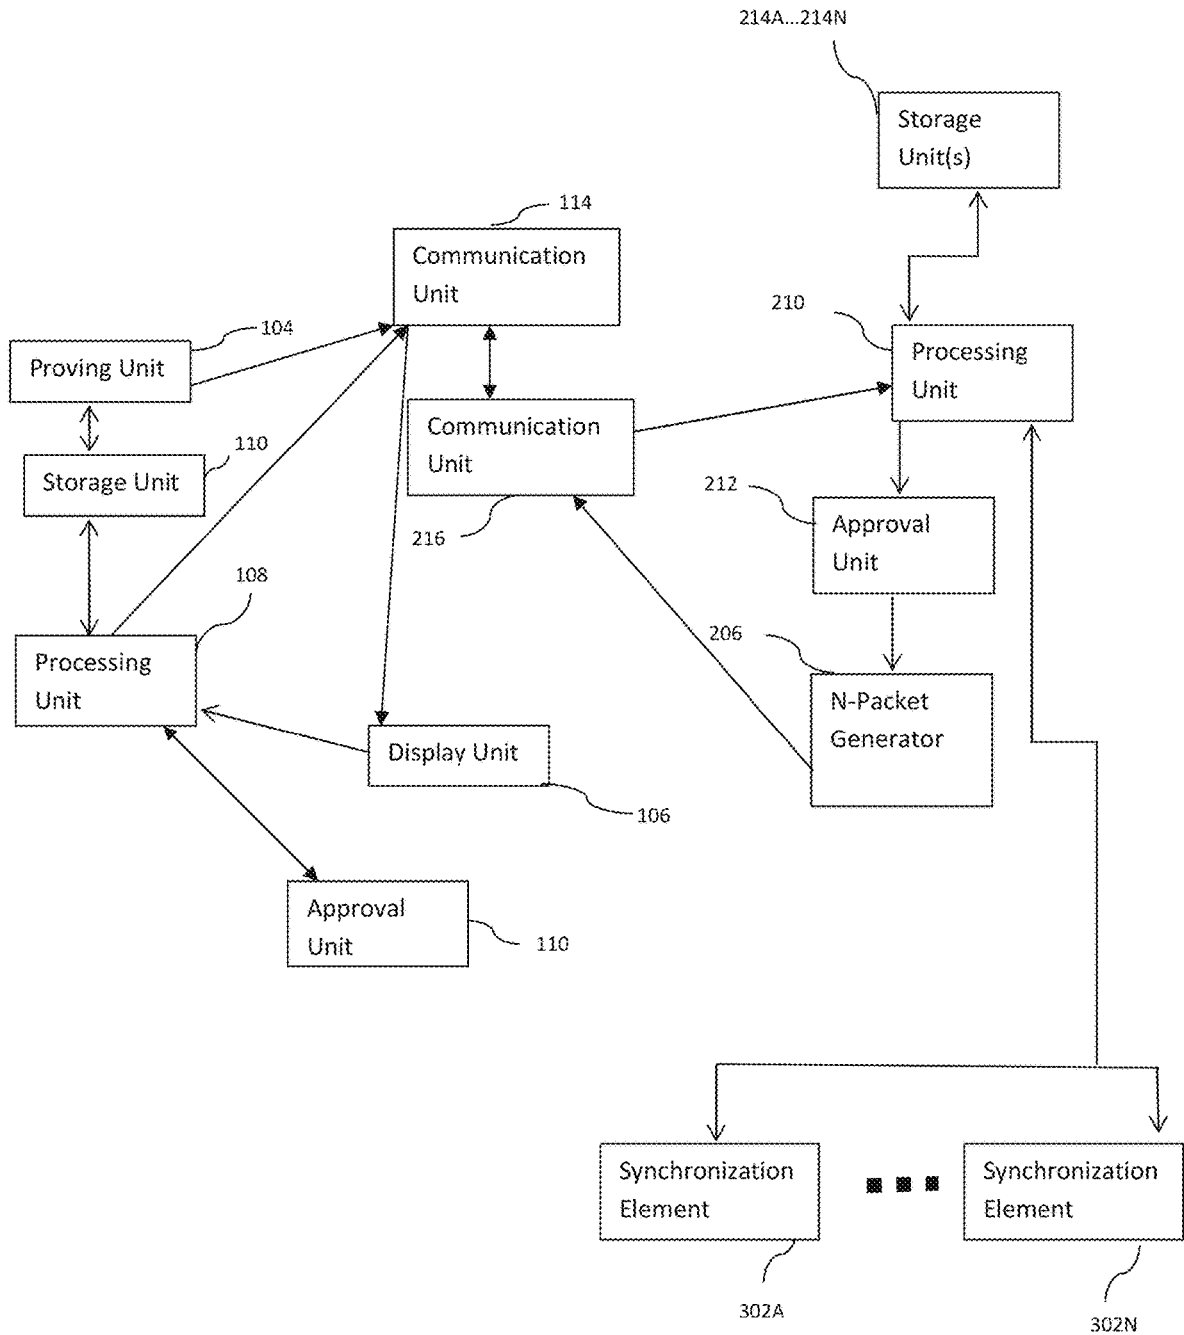 214A...214N
Storage
Unit(s)
114
Communication
Unit
210
104
Processing
Unit
Proving Unit
110
Communication
Unit
Storage Unit
212
216
Approval
Unit
108
206
Processing
Unit
N-Packet
Generator
Display Unit
106
Approval
Unit
110
Synchronization
Element
Synchronization
Element
302A
302N